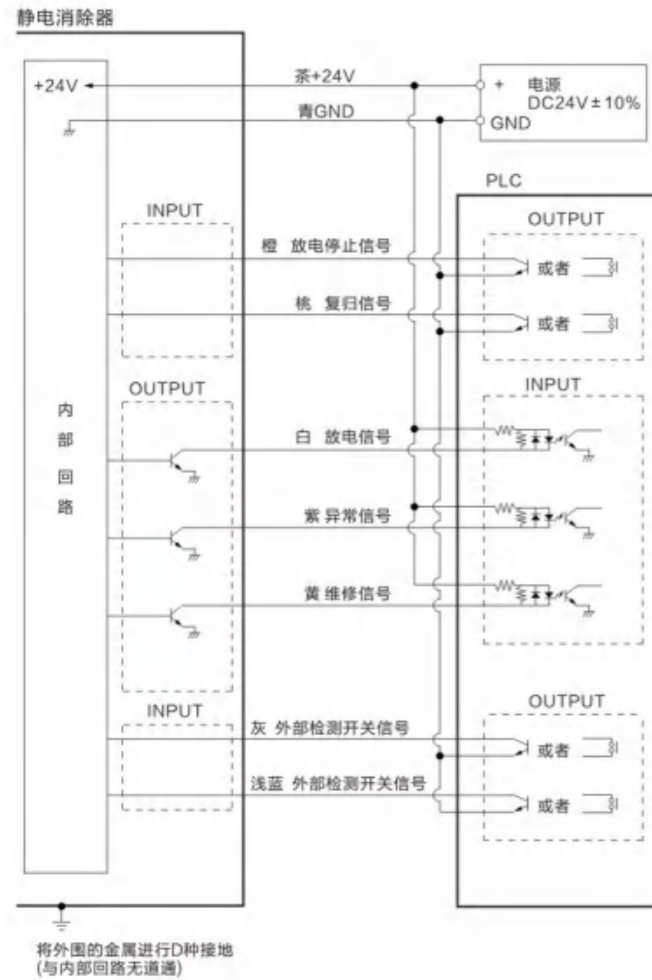 静电消除器
+24V
茶+24V
+ 电源
DC24V±10%
青GND
GND
PLC
INPUT
OUTPUT
橙 放电停止信号
或者
桃 复归信号
或者
OUTPUT
INPUT
内部回路
白 放电信号
紫 异常信号
黄 维修信号
INPUT
OUTPUT
灰 外部检测开关信号
或者
浅蓝 外部检测开关信号
或者
将外围的金属进行D种接地
(与内部回路无道通)